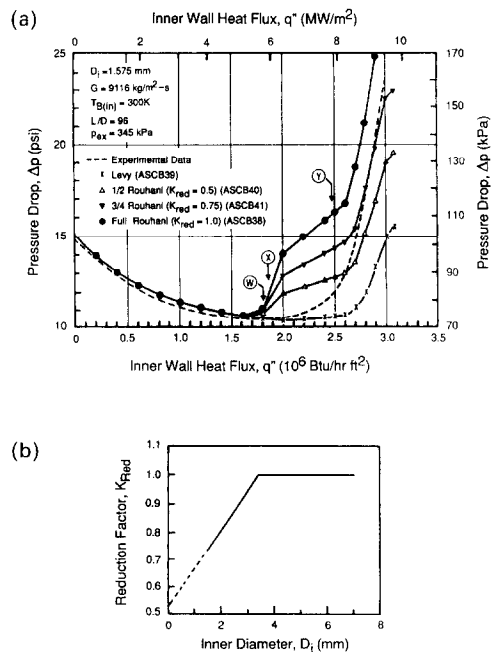 (a)
Inner Wall Heat Flux, q" (MW/m2)
0 2 4 6 8 10
25 20 15 10
Pressure Drop, Δp (psi)
Di =1.575 mm
G = 9116 kg/m2-s
TB(in) = 300K
L/D = 96
pex = 345 kPa
Experimental Data
Levy (ASCB39)
1/2 Rouhani (Kred = 0.5) (ASCB40)
3/4 Rouhani (Kred = 0.75) (ASCB41)
Full Rouhani (Kred = 1.0) (ASCB38)
W
X
Y
170 150 130 110 90 70
Pressure Drop, Δp (kPa)
0 0.5 1.0 1.5 2.0 2.5 3.0 3.5
Inner Wall Heat Flux, q" (106 Btu/hr ft2)
(b)
1.1 1.0 0.9 0.8 0.7 0.6 0.5
Reduction Factor, KRed
0 2 4 6 8
Inner Diameter, Di (mm)